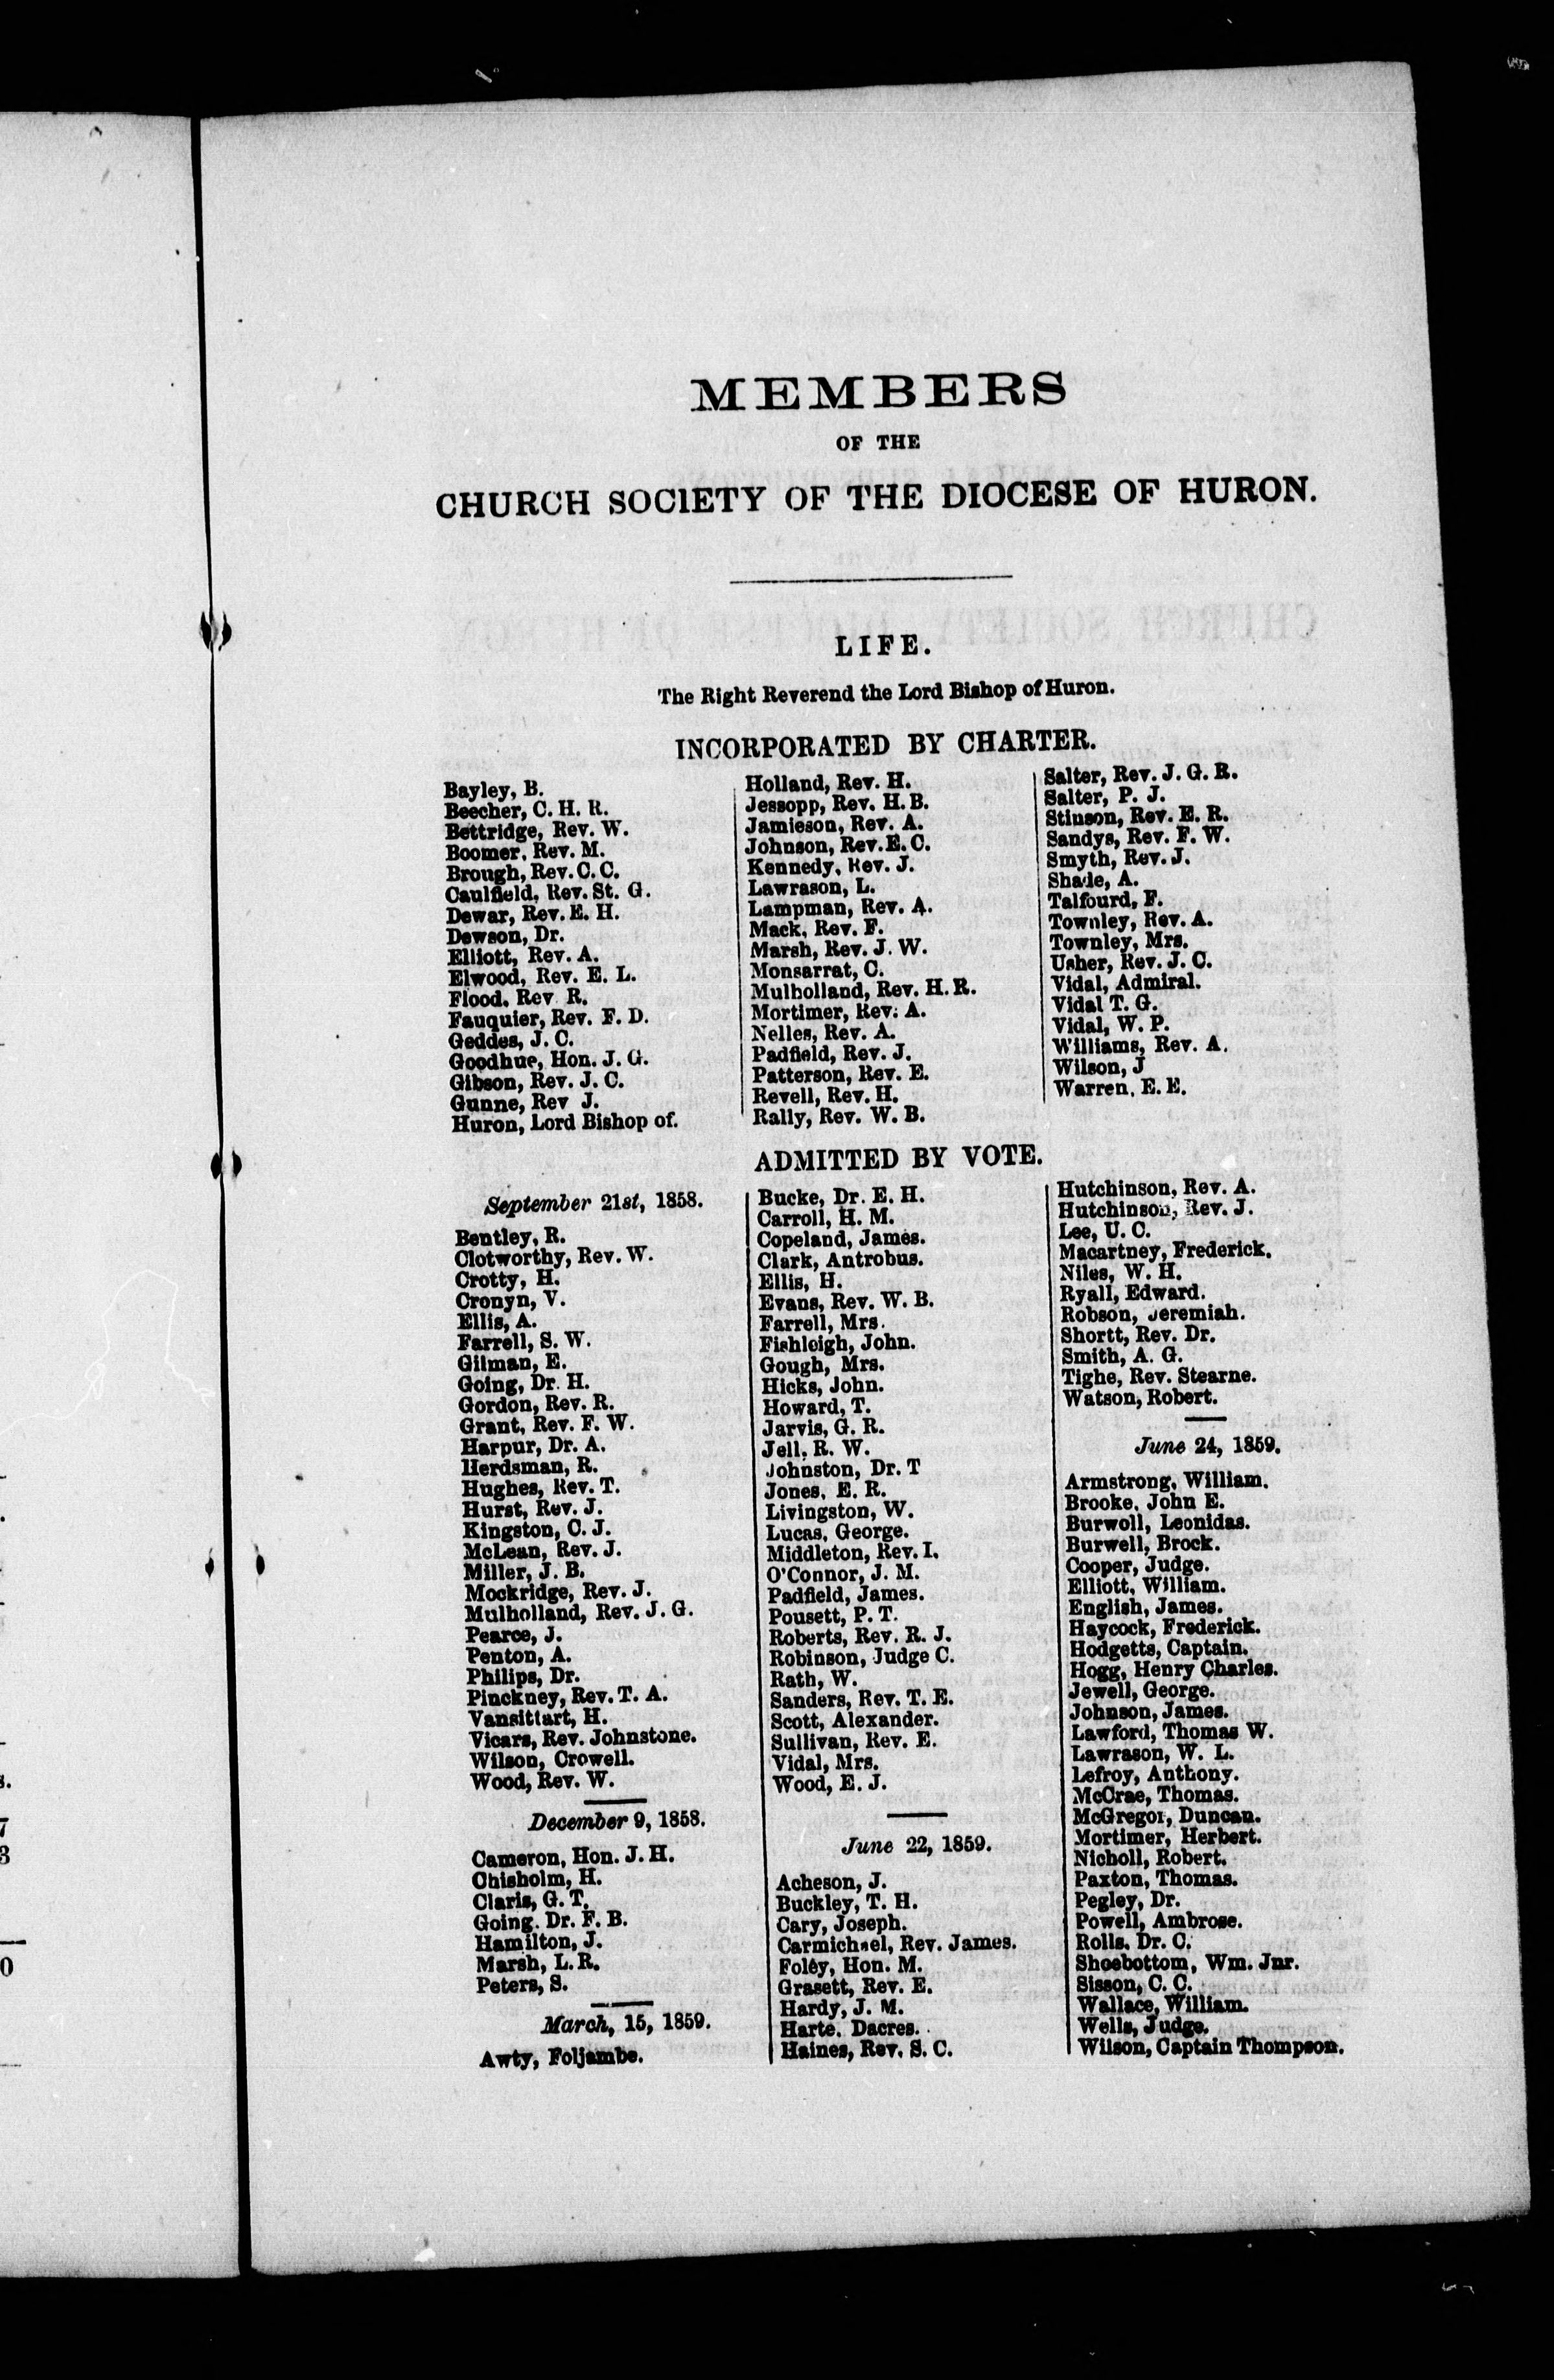 MEMBERS
OF THE
CHURCH SOCIETY OF THE DIOCESE OF HURON.
LIFE.
The Right Reverend the Lord Bishop of Huron.
INCORPORATED BY CHARTER.
Bayley, B.
Beecher, C. H. R.
Bettridge, Rev. W.
Boomer, Rev. M.
Brough, Rev. C. C.
Caulfield, Rev. St. G.
Dewar, Rev. E. H.
Dewson, Dr.
Elliott, Rev. A.
Elwood, Rev. E. L.
Flood, Rev R.
Fauquier, Rev. F. D.
Geddes, J. C.
Goodhue, Hon. J. G.
Gibson, Rev. J. C.
Gunne, Rev J.
Huron, Lord Bishop of.
Holland, Rev. H.
Jessopp, Rev. H. B.
Jamieson, Rev. A.
Johnson, Rev. E. C.
Kennedy, Rev. J.
Lawrason, L.
Lampman, Rev. A.
Mack, Rev. F.
Marsh, Rev. J. W.
Monsarrat, C.
Mulholland, Rev. H. R.
Mortimer, Rev. A.
Nelles, Rev. A.
Padfield, Rev. J.
Patterson, Rev. E.
Revell, Rev. H.
Rally, Rev. W. B.
Salter, Rev. J. G. R.
Salter, P. J.
Stinson, Rev. E. R.
Sandys, Rev. F. W.
Smyth, Rev. J.
Shade, A.
Talfourd, F.
Townley, Rev. A.
Townley, Mrs.
Usher, Rev. J. C.
Vidal, Admiral.
Vidal T. G.
Vidal, W. P.
Williams, Rev. A.
Wilson, J
Warren, E. E.
ADMITTED BY VOTE.
September 21st, 1858.
Bentley, R.
Clotworthy, Rev. W.
Crotty, H.
Cronyn, V.
Ellis, A.
Farrell, S. W.
Gilman, E.
Going, Dr. H.
Gordon, Rev. R.
Grant, Rev. F. W.
Harpur, Dr. A.
Herdsman, R.
Hughes, Rev. T.
Hurst, Rev. J.
Kingston, C. J.
McLean, Rev. J.
Miller, J. B.
Mockridge, Rev. J.
Mulholland, Rev. J. G.
Pearce, J.
Penton, A.
Philips, Dr.
Pinckney, Rev. T. A.
Vansittart, H.
Vicars, Rev. Johnstone.
Wilson, Crowell.
Wood, Rev. W.
December 9, 1858.
Cameron, Hon. J. H.
Chisholm, H.
Claris, G. T.
Going. Dr. F. B.
Hamilton, J.
Marsh, L. R.
Peters, S.
March, 15, 1859.
Awty, Foljambe.
Bucke, Dr. E. H.
Carroll, H. M.
Copeland, James.
Clark, Antrobus.
Ellis, H.
Evans, Rev. W. B.
Farrell, Mrs.
Fishleigh, John.
Gough, Mrs.
Hicks, John.
Howard, T.
Jarvis, G. R.
Jell, R. W.
Johnston, Dr. T
Jones, E. R.
Livingston, W.
Lucas, George.
Middleton, Rev. I.
O'Connor, J. M.
Padfield, James.
Pousett, P. T.
Roberts, Rev. R. J.
Robinson, Judge C.
Rath, W.
Sanders, Rev. T. E.
Scott, Alexander.
Sullivan, Rev. E.
Vidal, Mrs.
Wood, E. J.
June 22, 1859.
Acheson, J.
Buckley, T. H.
Cary, Joseph.
Carmichael, Rev. James.
Foley, Hon. M.
Grasett, Rev. E.
Hardy, J. M.
Harte, Dacres.
Haines, Rev. S. C.
Hutchinson, Rev. A.
Hutchinson, Rev. J.
Lee, U. C.
Macartney, Frederick.
Niles, W. H.
Ryall, Edward.
Robson, Jeremiah.
Shortt, Rev. Dr.
Smith, A. G.
Tighe, Rev. Stearne.
Watson, Robert.
June 24, 1859.
Armstrong, William.
Brooke, John E.
Burwoll, Leonidas.
Burwell, Brock.
Cooper, Judge.
Elliott, William.
English, James.
Haycock, Frederick.
Hodgetts, Captain.
Hogg, Henry Charles.
Jewell, George.
Johnson, James.
Lawford, Thomas W.
Lawrason, W. L.
Lefroy, Anthony.
McCrae, Thomas.
McGregor, Duncan.
Mortimer, Herbert.
Nicholl, Robert.
Paxton, Thomas.
Pegley, Dr.
Powell, Ambrose.
Rolls, Dr. C.
Shoebottom, Wm. Jnr.
Sisson, C. C.
Wallace, William.
Wells, Judge.
Wilson, Captain Thompson.